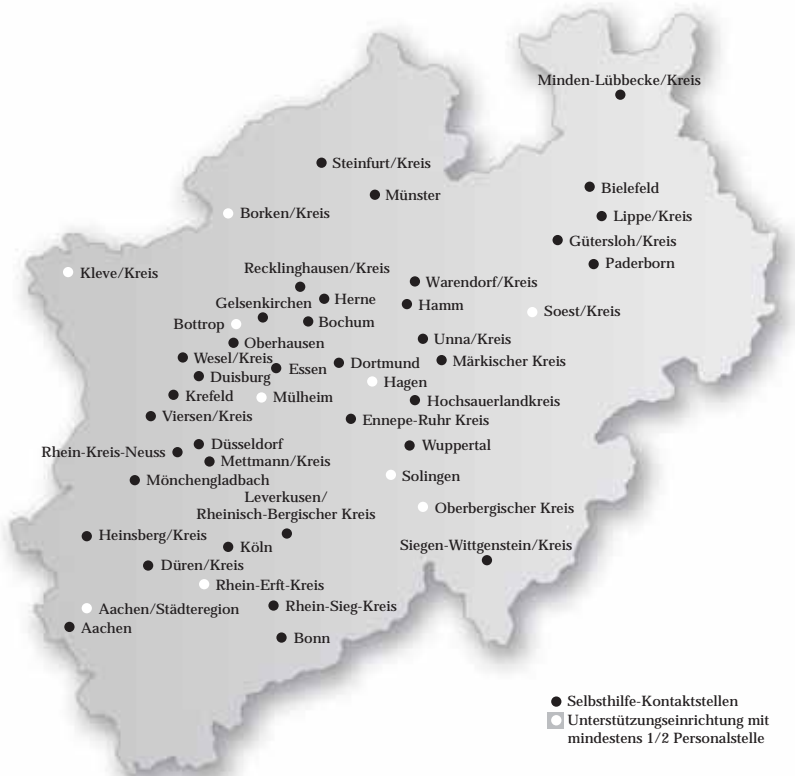 Minden-Lübbecke/Kreis
Steinfurt/Kreis
Münster
Bielefeld
Borken/Kreis
Lippe/Kreis
Gütersloh/Kreis
Paderborn
Kleve/Kreis
Recklinghausen/Kreis
Warendorf/Kreis
Gelsenkirchen
Herne
Hamm
Soest/Kreis
Bottrop
Bochum
Oberhausen
Unna/Kreis
Wesel/Kreis
Essen
Dortmund
Märkischer Kreis
Duisburg
Hagen
Krefeld
Mülheim
Hochsauerlandkreis
Viersen/Kreis
Ennepe-Ruhr Kreis
Rhein-Kreis-Neuss
Düsseldorf
Wuppertal
Mettmann/Kreis
Mönchengladbach
Solingen
Leverkusen/
Rheinisch-Bergischer Kreis
Oberbergischer Kreis
Heinsberg/Kreis
Köln
Siegen-Wittgenstein/Kreis
Düren/Kreis
Rhein-Erft-Kreis
Aachen/Städteregion
Rhein-Sieg-Kreis
Aachen
Bonn
Selbsthilfe-Kontaktstellen
Unterstützungseinrichtung mit
mindestens 1/2 Personalstelle